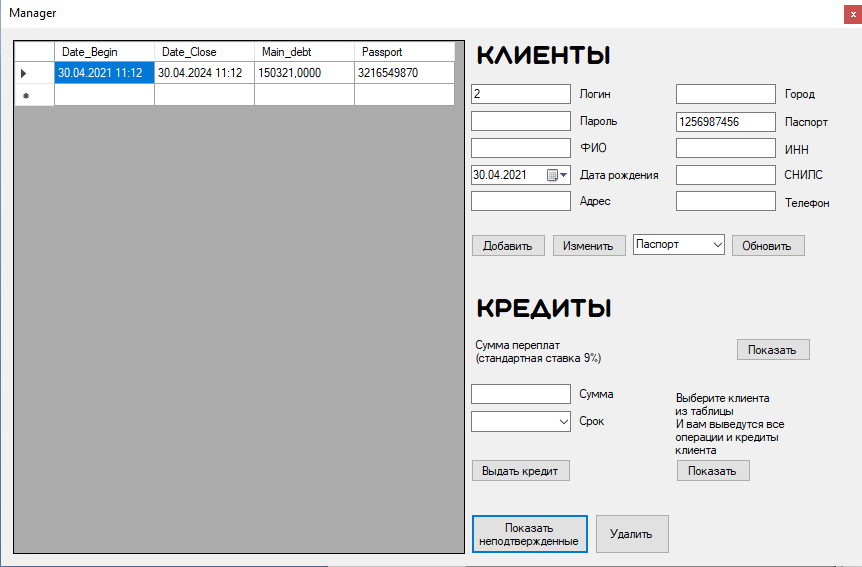 Manager
x
Date_Begin Date_Close Main_debt Passport
30.04.2021 11:12 30.04.2024 11:12 150321,0000 3216549870
КЛИЕНТЫ
2 Логин Город
Пароль 1256987456 Паспорт
ФИО ИНН
30.04.2021 Дата рождения СНИЛС
Адрес Телефон
Добавить Изменить Паспорт Обновить
КРЕДИТЫ
Сумма переплат
(стандартная ставка 9%)
Показать
Сумма
Срок
Выберите клиента
из таблицы
И вам выведутся все
операции и кредиты
клиента
Выдать кредит Показать
Показать
неподтвержденные
Удалить